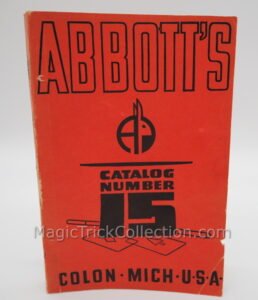 ABBOTT'S
CATALOG
NUMBER
15
MagicTrickCollection.com
COLON · MICH · U·S·A·